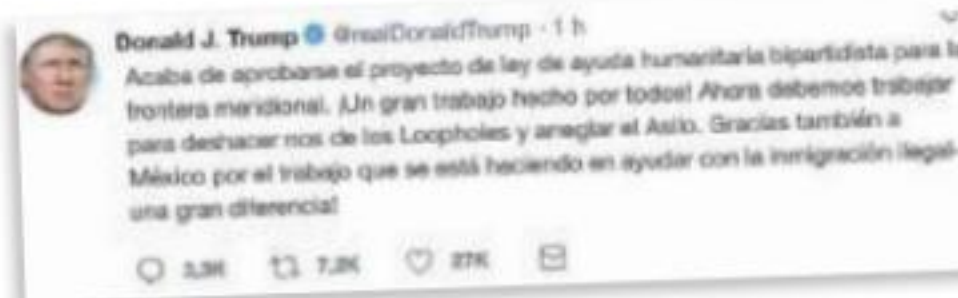 Donald J. Trump @realDonaldTrump · 1 h
Acaba de aprobarse el proyecto de ley de ayuda humanitaria bipartidista para la
frontera meridional. ¡Un gran trabajo hecho por todos! Ahora debemos trabajar
para deshacer nos de los Loopholes y arreglar el Asilo. Gracias también a
México por el trabajo que se está haciendo en ayudar con la inmigración ilegal-
una gran diferencia!
7,2K 27K